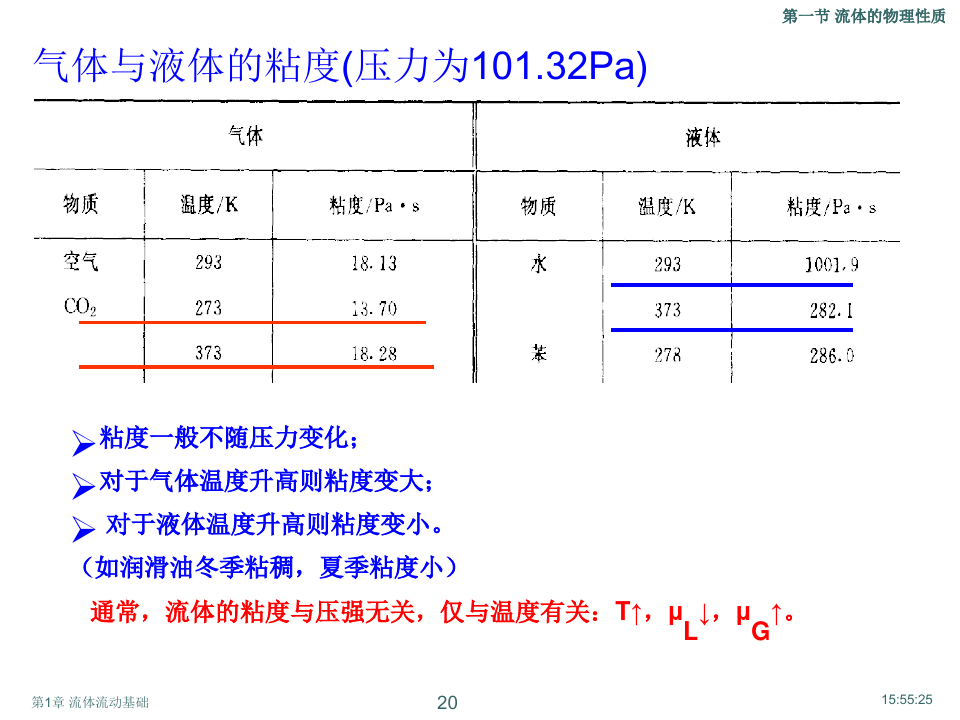 第一节 流体的物理性质
气体与液体的粘度(压力为101.32Pa)
气体 液体
物质 温度/K 粘度/Pa·s 物质 温度/K 粘度/Pa·s
空气 293 18.13 水 293 1001.9
CO₂ 273 13.70 373 282.1
373 18.28 苯 278 286.0
➢粘度一般不随压力变化；
➢对于气体温度升高则粘度变大；
➢ 对于液体温度升高则粘度变小。
（如润滑油冬季粘稠，夏季粘度小）
通常，流体的粘度与压强无关，仅与温度有关：T↑，μL↓，μG↑。
第1章 流体流动基础 20 15:55:25